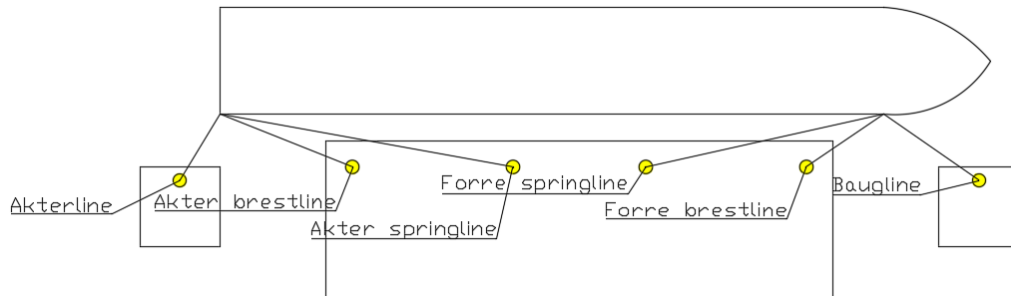 Akterline
Akter brestline
Akter springline
Forre springline
Forre brestline
Baugline